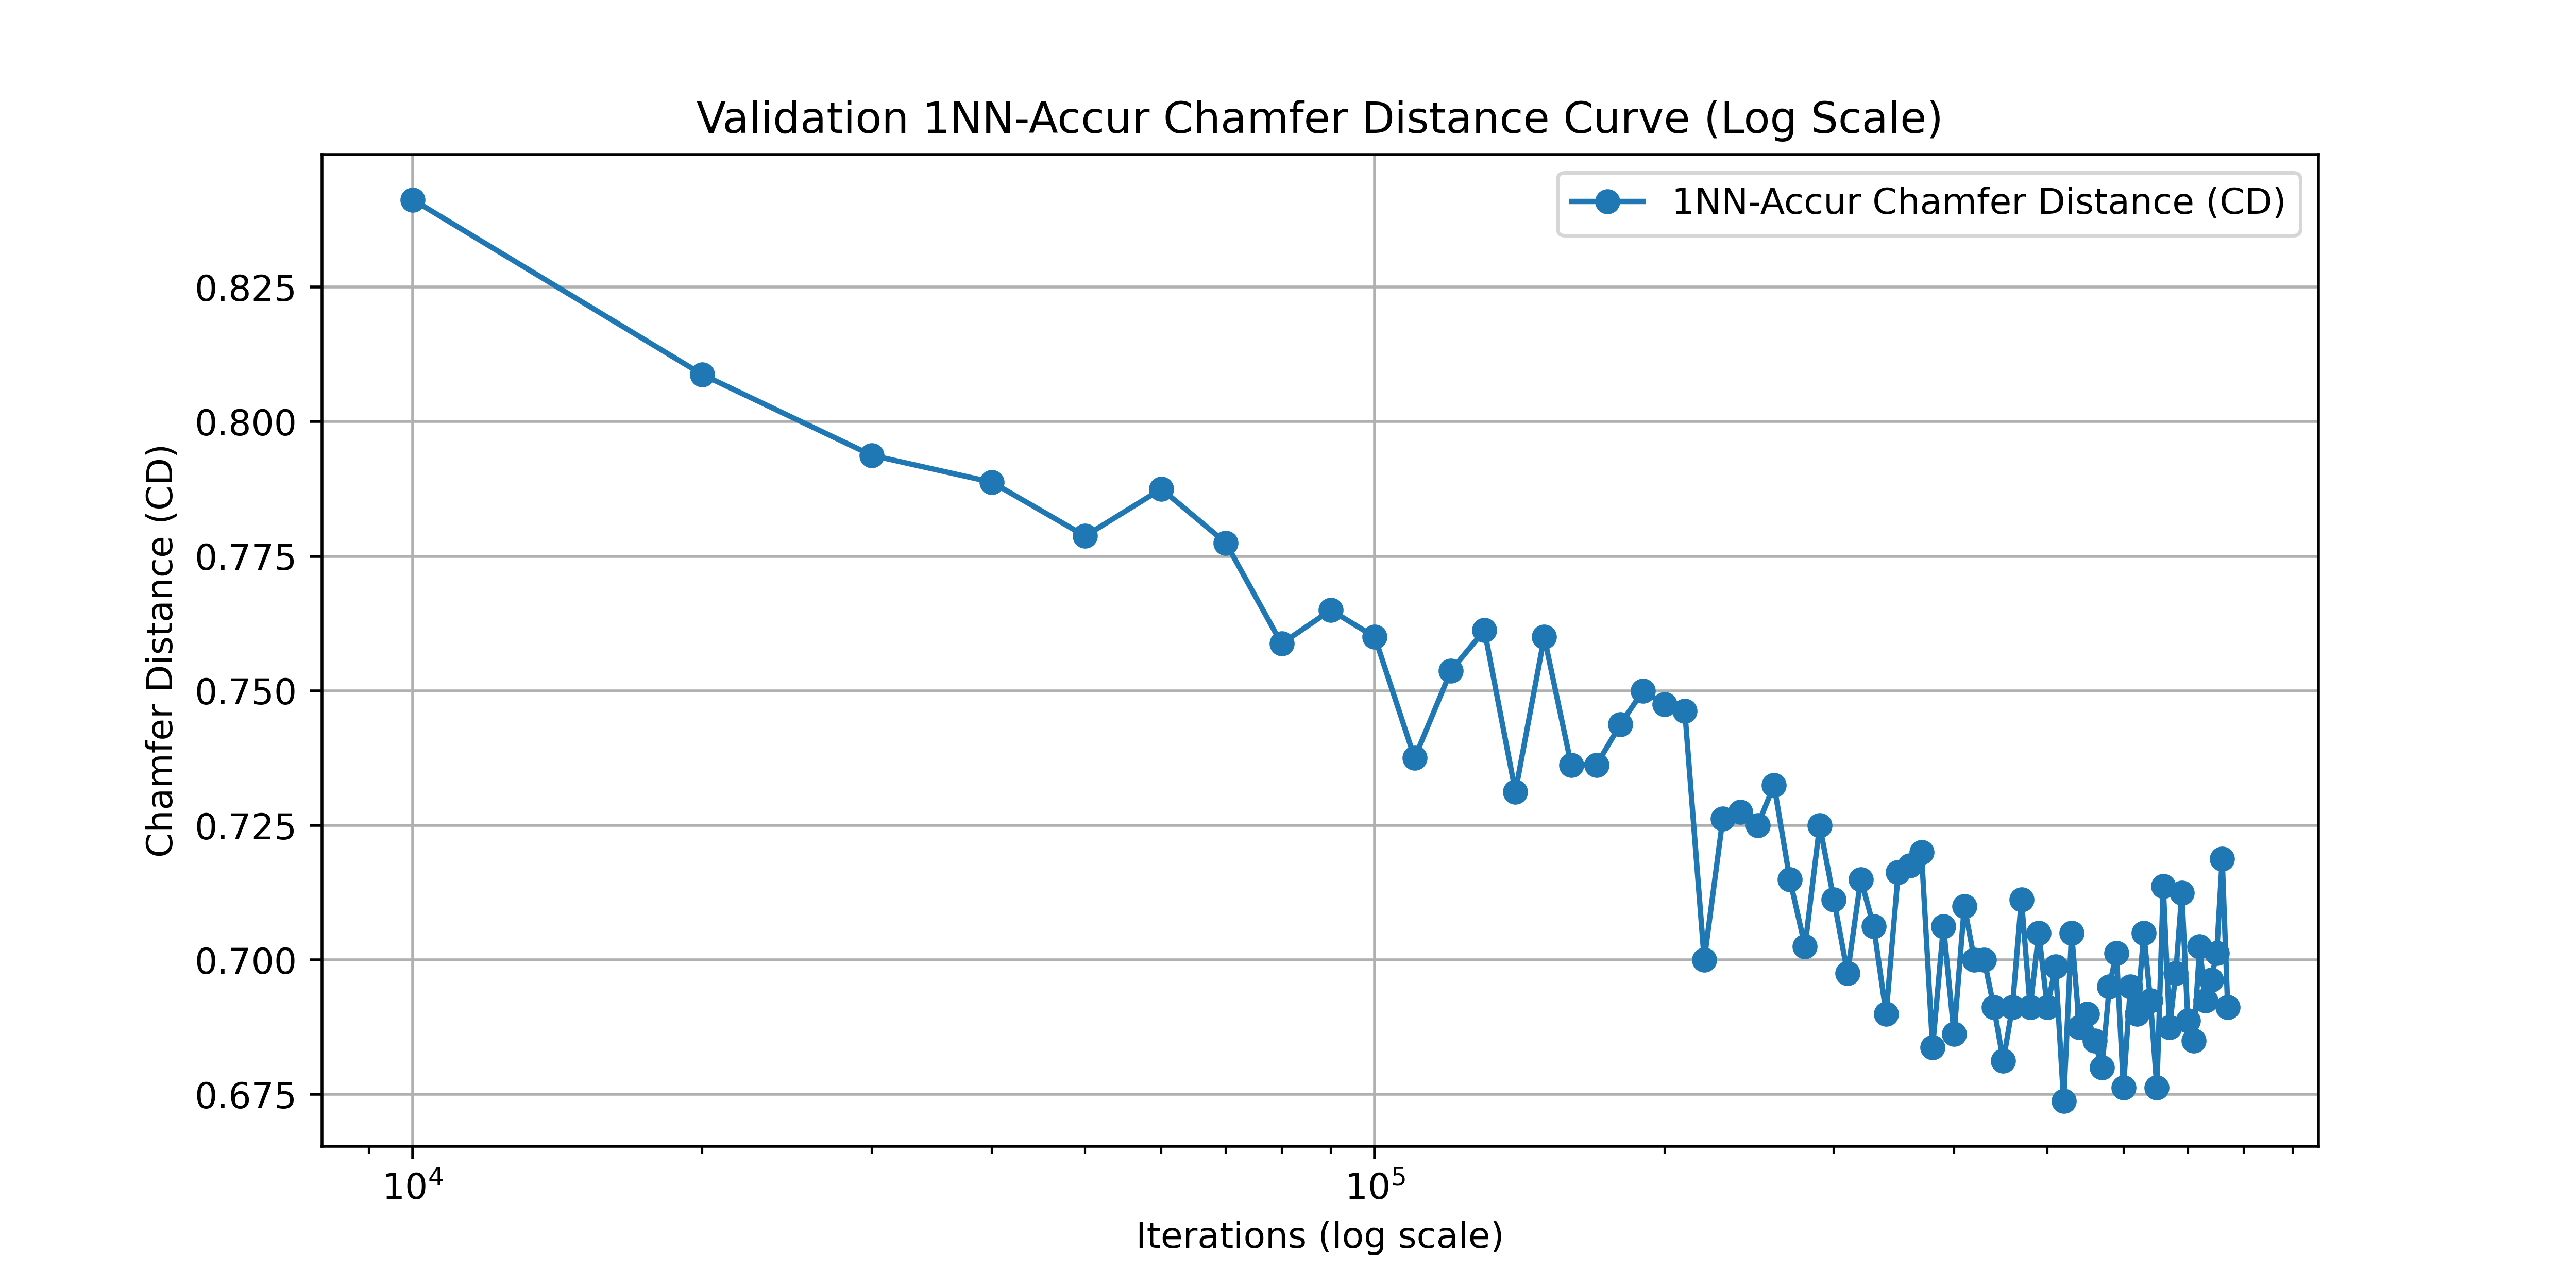 Validation 1NN-Accur Chamfer Distance Curve (Log Scale)
1NN-Accur Chamfer Distance (CD)
Chamfer Distance (CD)
0.825
0.800
0.775
0.750
0.725
0.700
0.675
10⁴
10⁵
Iterations (log scale)